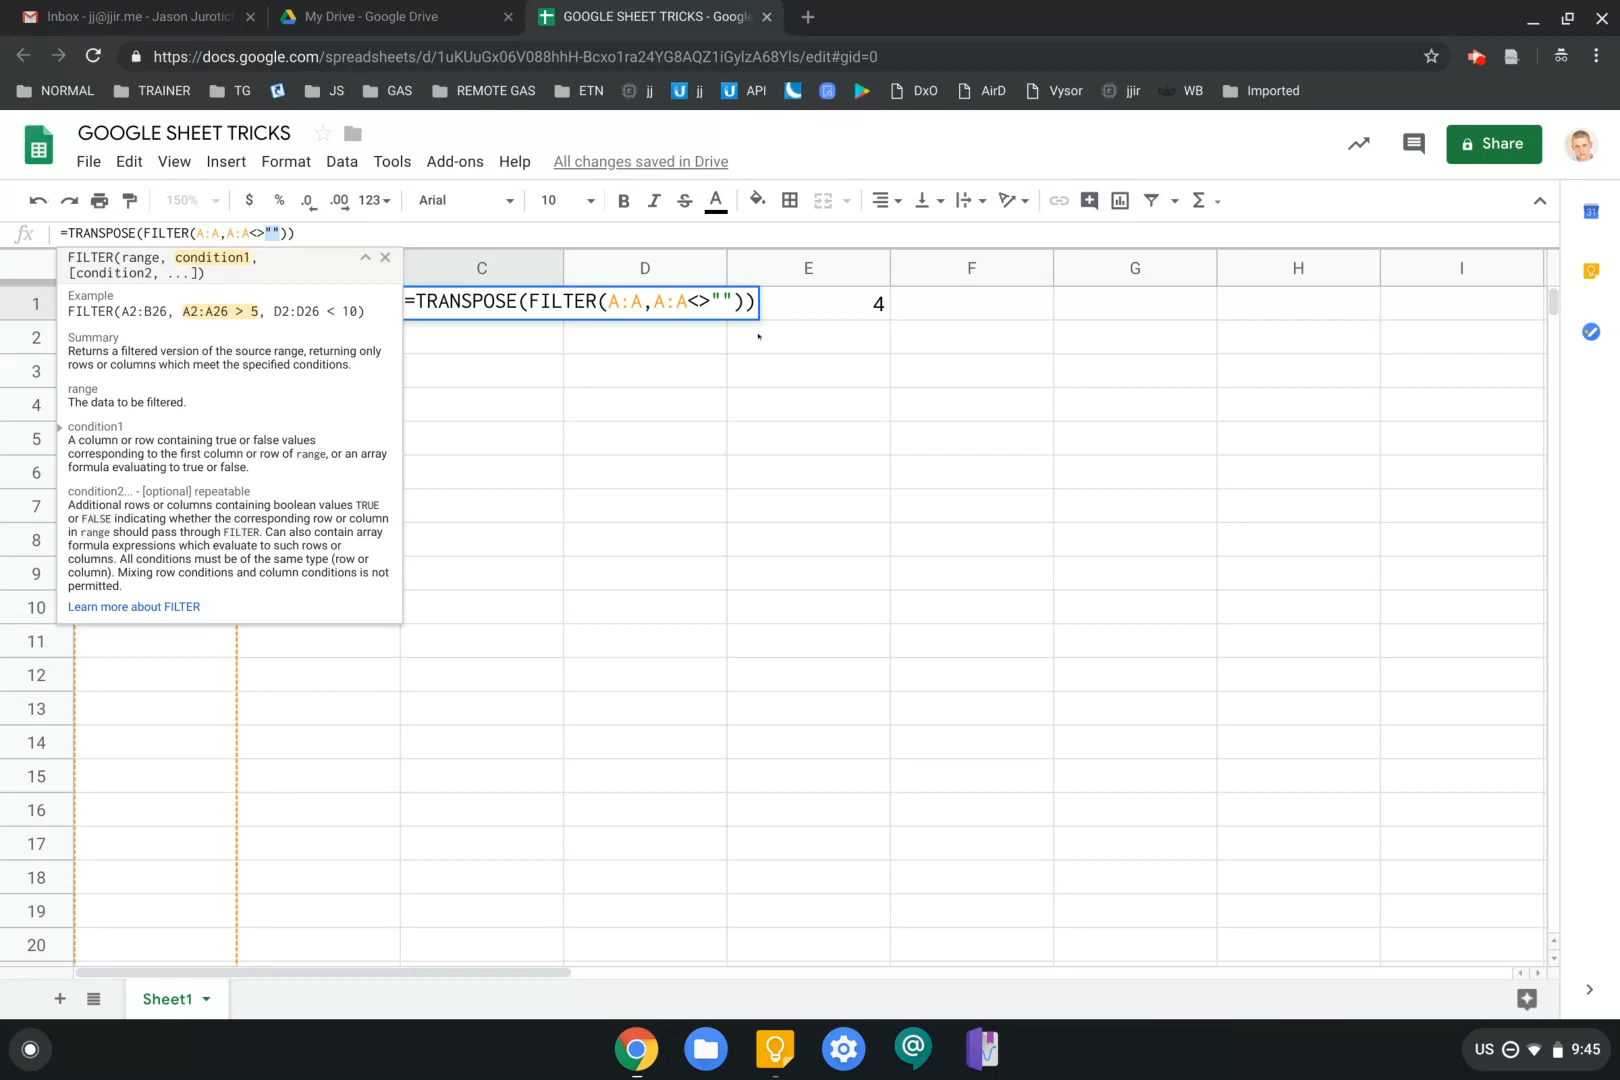 Inbox - jj@jjir.me - Jason Jurotich
My Drive - Google Drive
GOOGLE SHEET TRICKS - Googl
https://docs.google.com/spreadsheets/d/1uKUuGx06V088hhH-Bcxo1ra24YG8AQZ1iGylzA68Yls/edit#gid=0
NORMAL TRAINER TG JS GAS REMOTE GAS ETN jj jj API DxO AirD Vysor jjir WB Imported
GOOGLE SHEET TRICKS
File Edit View Insert Format Data Tools Add-ons Help All changes saved in Drive
Share
150% $ % .0 .00 123 Arial 10 B I S A
fx =TRANSPOSE(FILTER(A:A,A:A<>""))
FILTER(range, condition1,
[condition2, ...])
Example
FILTER(A2:B26, A2:A26 > 5, D2:D26 < 10)
Summary
Returns a filtered version of the source range, returning only
rows or columns which meet the specified conditions.
range
The data to be filtered.
condition1
A column or row containing true or false values
corresponding to the first column or row of range, or an array
formula evaluating to true or false.
condition2... - [optional] repeatable
Additional rows or columns containing boolean values TRUE
or FALSE indicating whether the corresponding row or column
in range should pass through FILTER. Can also contain array
formula expressions which evaluate to such rows or
columns. All conditions must be of the same type (row or
column). Mixing row conditions and column conditions is not
permitted.
Learn more about FILTER
C D E F G H I
1 =TRANSPOSE(FILTER(A:A,A:A<>"")) 4
2
3
4
5
6
7
8
9
10
11
12
13
14
15
16
17
18
19
20
31
Sheet1
US 9:45